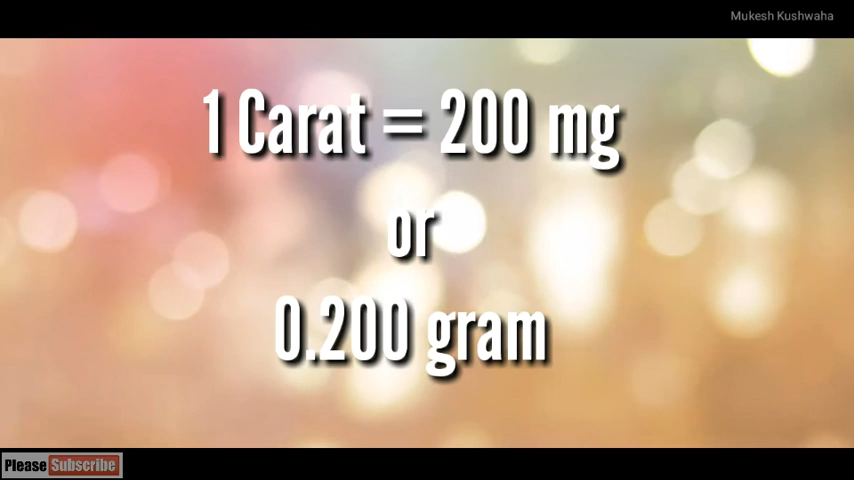 Mukesh Kushwaha
1 Carat = 200 mg
or
0.200 gram
Please Subscribe